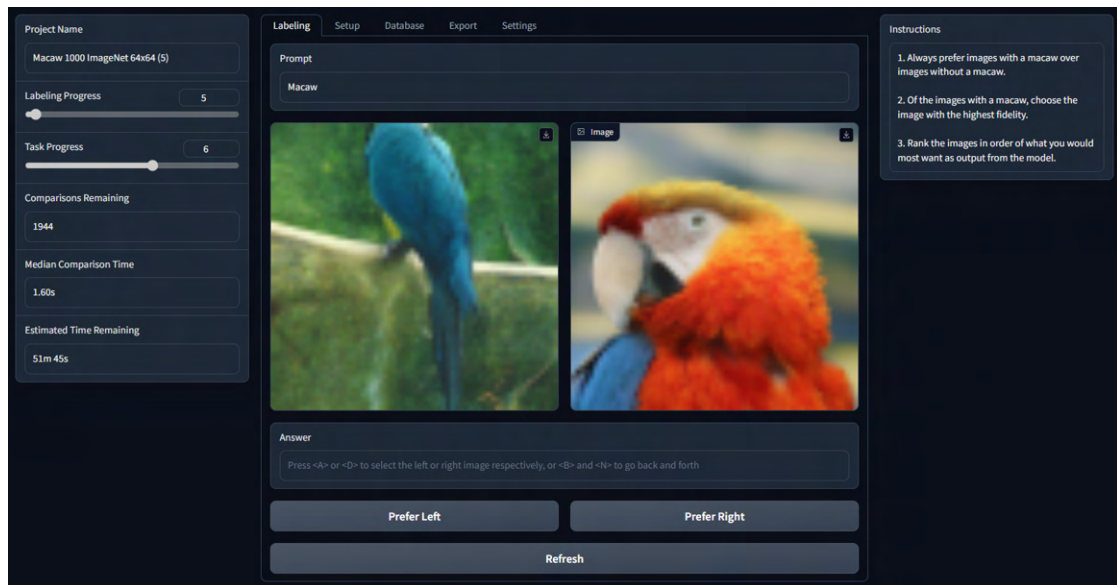 Project Name
Macaw 1000 ImageNet 64x64 (5)
Labeling Progress
5
Task Progress
6
Comparisons Remaining
1944
Median Comparison Time
1.60s
Estimated Time Remaining
51m 45s
Labeling Setup Database Export Settings
Prompt
Macaw
Image
Answer
Press <A> or <D> to select the left or right image respectively, or <B> and <N> to go back and forth
Prefer Left
Prefer Right
Refresh
Instructions
1. Always prefer images with a macaw over
images without a macaw.
2. Of the images with a macaw, choose the
image with the highest fidelity.
3. Rank the images in order of what you would
most want as output from the model.